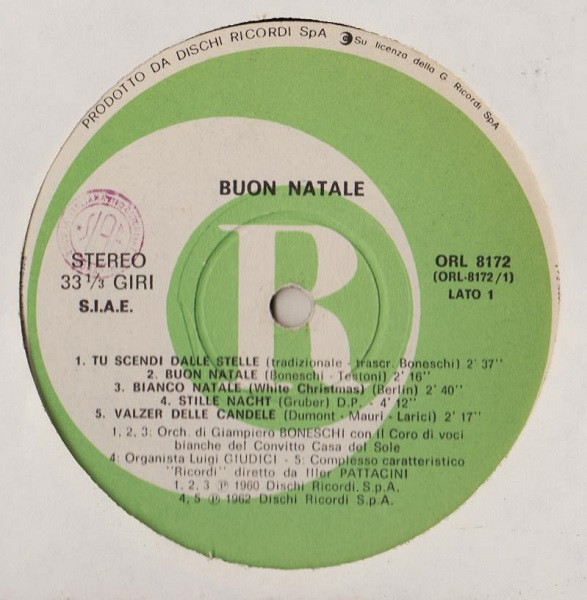 PRODOTTO DA DISCHI RICORDI SpA Su licenza della G. Ricordi SpA
BUON NATALE
SIAE
R
STEREO
33 1/3 GIRI
S.I.A.E.
ORL 8172
(ORL-8172/1)
LATO 1
1. TU SCENDI DALLE STELLE (tradizionale - trascr. Boneschi) 2' 37"
2. BUON NATALE (Boneschi - Testoni) 2' 16"
3. BIANCO NATALE (White Christmas) (Berlin) 2' 40"
4. STILLE NACHT (Gruber) D.P. - 4' 12"
5. VALZER DELLE CANDELE (Dumont - Mauri - Larici) 2' 17"
1, 2, 3: Orch. di Giampiero BONESCHI con il Coro di voci
bianche del Convitto Casa del Sole
4: Organista Luigi GIUDICI - 5: Complesso caratteristico
"Ricordi" diretto da Iller PATTACINI
1, 2, 3 ℗ 1960 Dischi Ricordi, S.p.A.
4, 5 ℗ 1962 Dischi Ricordi S.p.A.